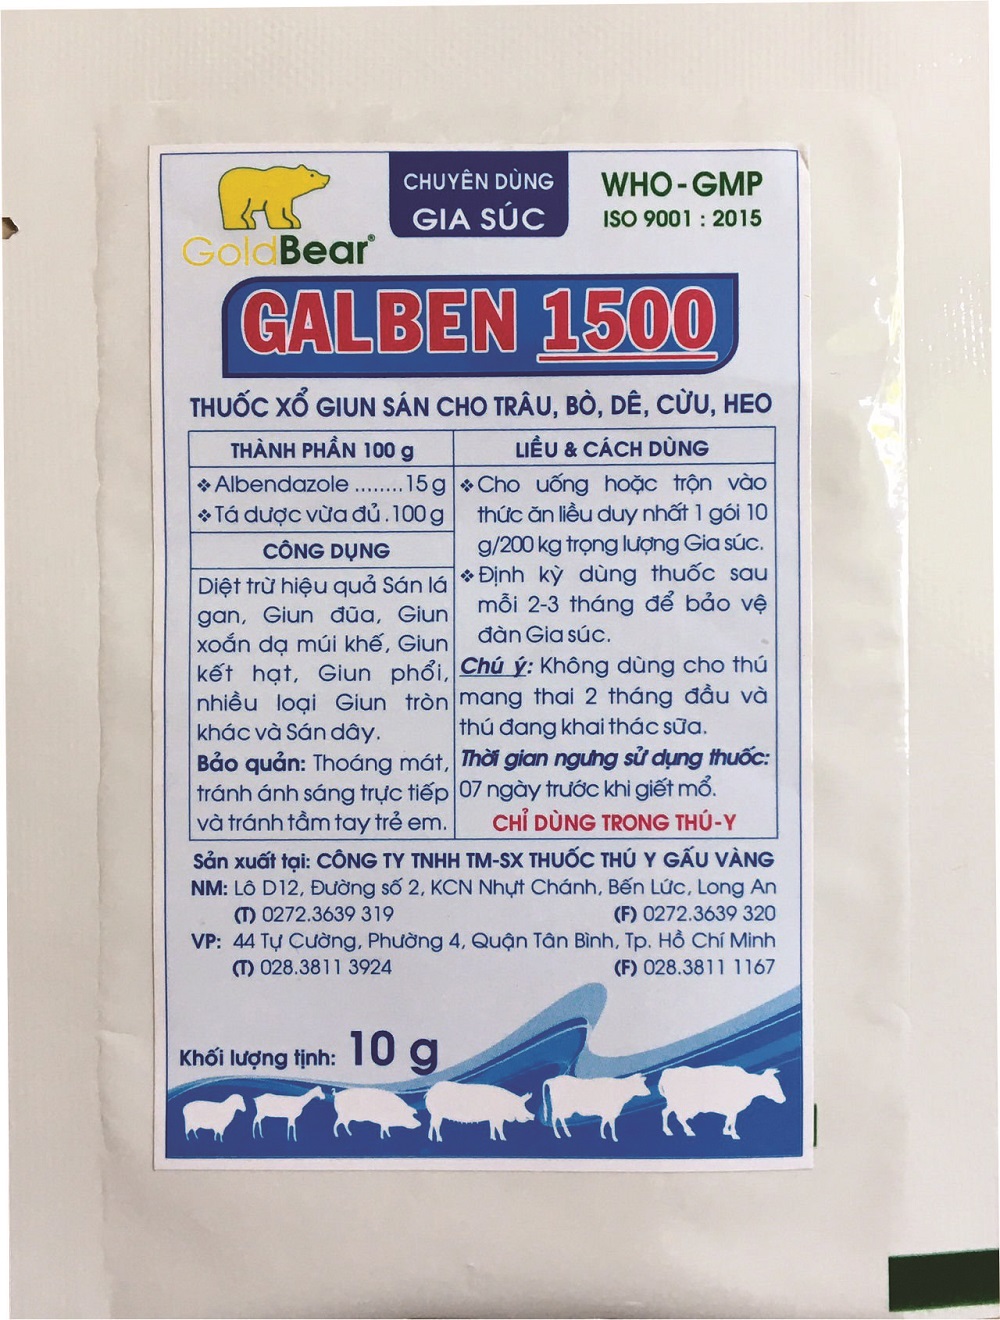 GoldBear®
CHUYÊN DÙNG
GIA SÚC
WHO - GMP
ISO 9001 : 2015
GALBEN 1500
THUỐC XỔ GIUN SÁN CHO TRÂU, BÒ, DÊ, CỪU, HEO
THÀNH PHẦN 100 g
❖ Albendazole ........ 15 g
❖ Tá dược vừa đủ . 100 g
CÔNG DỤNG
Diệt trừ hiệu quả Sán lá
gan, Giun đũa, Giun
xoắn dạ múi khế, Giun
kết hạt, Giun phổi,
nhiều loại Giun tròn
khác và Sán dây.
Bảo quản: Thoáng mát,
tránh ánh sáng trực tiếp
và tránh tầm tay trẻ em.
LIỀU & CÁCH DÙNG
❖ Cho uống hoặc trộn vào
thức ăn liều duy nhất 1 gói 10
g/200 kg trọng lượng Gia súc.
❖ Định kỳ dùng thuốc sau
mỗi 2-3 tháng để bảo vệ
đàn Gia súc.
Chú ý: Không dùng cho thú
mang thai 2 tháng đầu và
thú đang khai thác sữa.
Thời gian ngưng sử dụng thuốc:
07 ngày trước khi giết mổ.
CHỈ DÙNG TRONG THÚ-Y
Sản xuất tại: CÔNG TY TNHH TM-SX THUỐC THÚ Y GẤU VÀNG
NM: Lô D12, Đường số 2, KCN Nhựt Chánh, Bến Lức, Long An
(T) 0272.3639 319 (F) 0272.3639 320
VP: 44 Tự Cường, Phường 4, Quận Tân Bình, Tp. Hồ Chí Minh
(T) 028.3811 3924 (F) 028.3811 1167
Khối lượng tịnh: 10 g